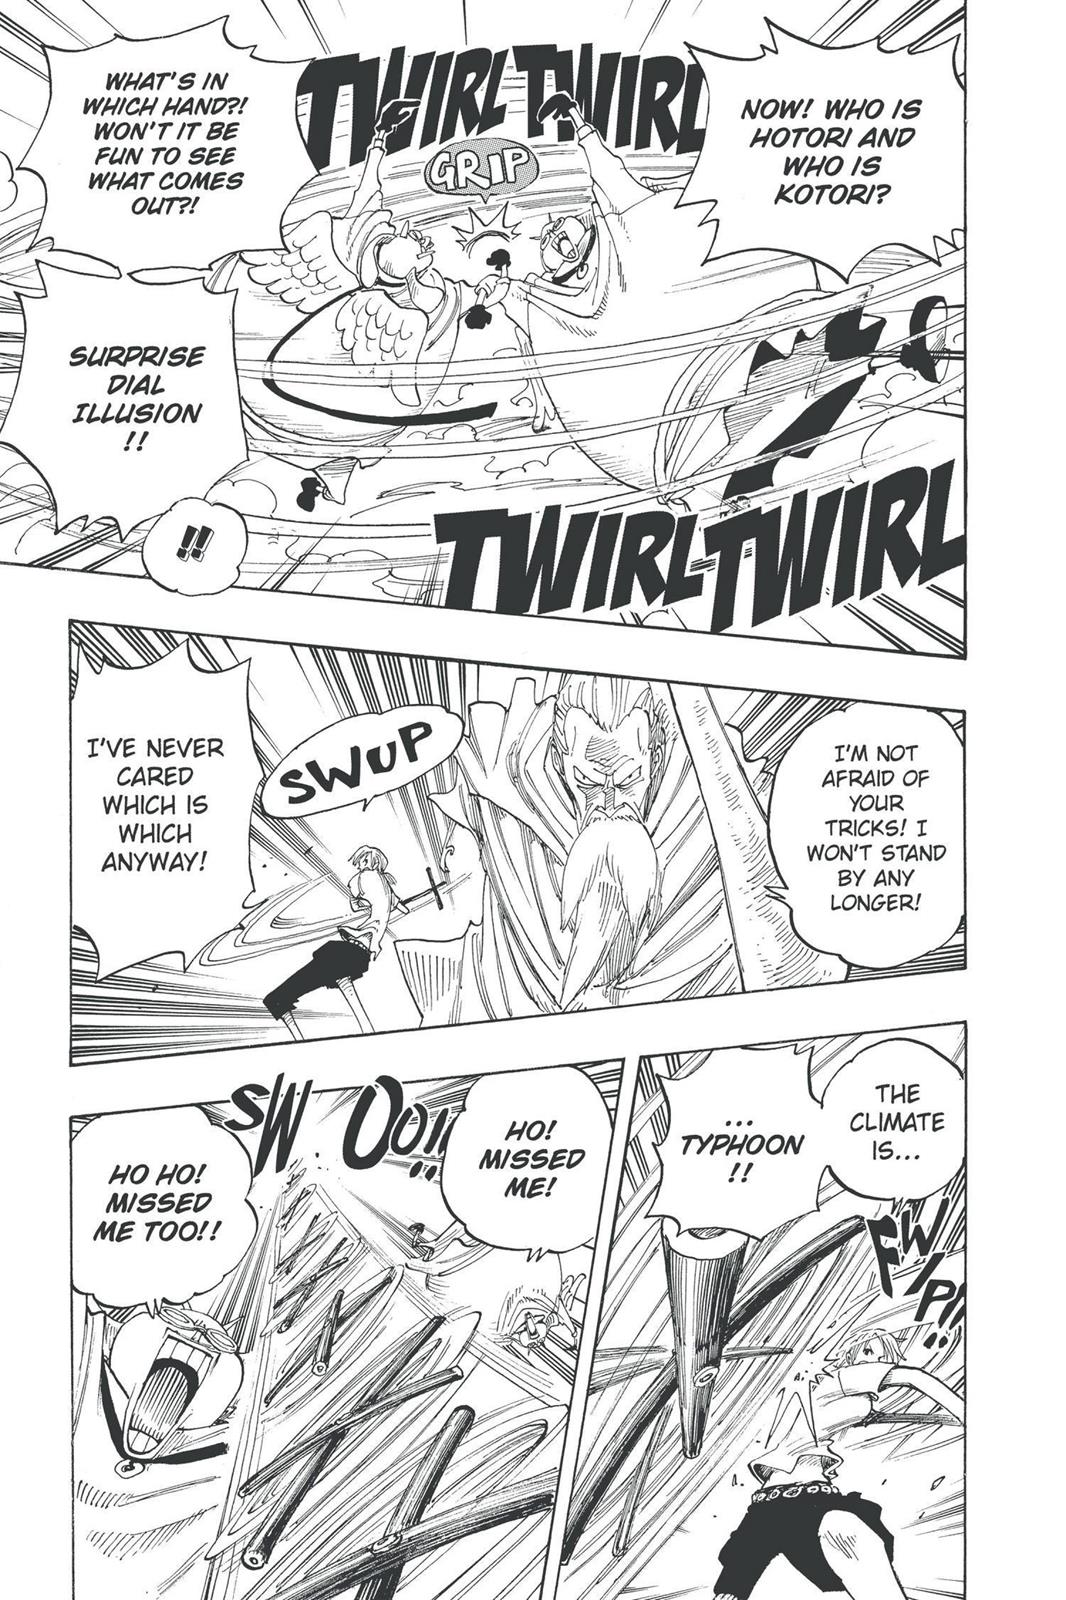 TWIRL TWIRL
NOW! WHO IS
HOTORI AND
WHO IS
KOTORI?
GRIP
WHAT'S IN
WHICH HAND?!
WON'T IT BE
FUN TO SEE
WHAT COMES
OUT?!
SURPRISE
DIAL
ILLUSION
!!
!!
TWIRL TWIRL
I'M NOT
AFRAID OF
YOUR
TRICKS! I
WON'T STAND
BY ANY
LONGER!
SWUP
I'VE NEVER
CARED
WHICH IS
WHICH
ANYWAY!
THE
CLIMATE
IS...
...
TYPHOON
!!
FWIP!!
HO!
MISSED
ME!
SW OO!!
HO HO!
MISSED
ME TOO!!